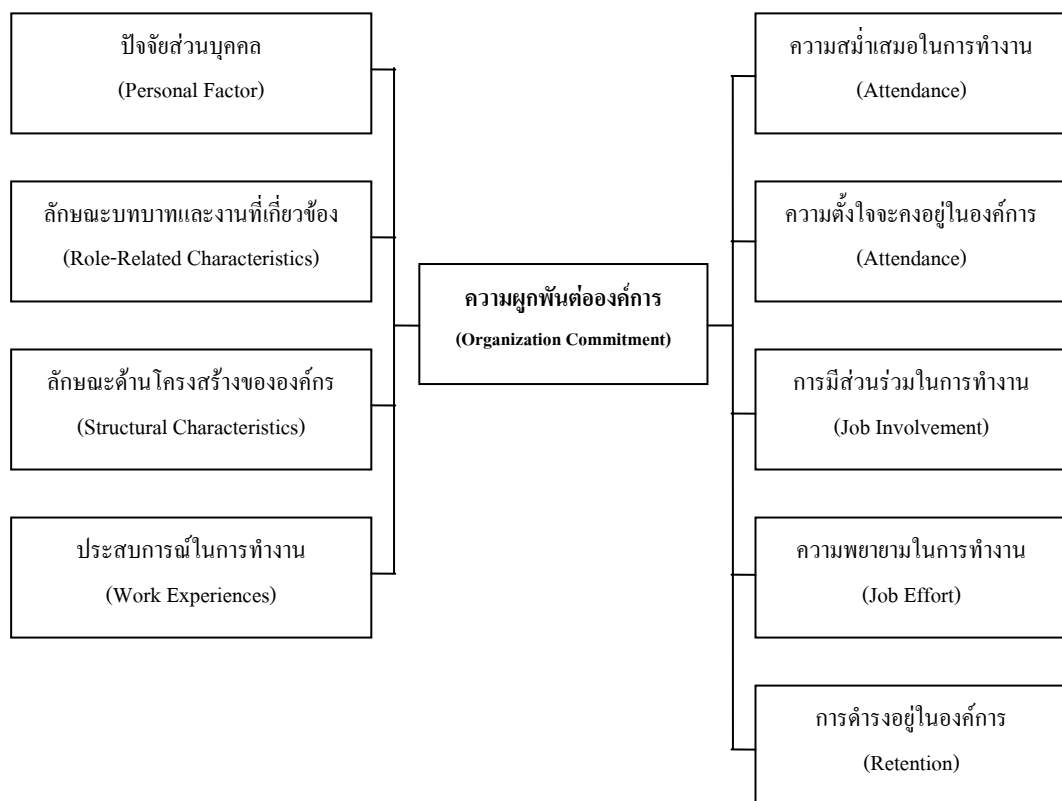 ปัจจัยส่วนบุคคล
(Personal Factor)
ลักษณะบทบาทและงานที่เกี่ยวข้อง
(Role-Related Characteristics)
ลักษณะด้านโครงสร้างขององค์กร
(Structural Characteristics)
ประสบการณ์ในการทำงาน
(Work Experiences)
ความผูกพันต่อองค์การ
(Organization Commitment)
ความสม่ำเสมอในการทำงาน
(Attendance)
ความตั้งใจจะคงอยู่ในองค์การ
(Attendance)
การมีส่วนร่วมในการทำงาน
(Job Involvement)
ความพยายามในการทำงาน
(Job Effort)
การดำรงอยู่ในองค์การ
(Retention)